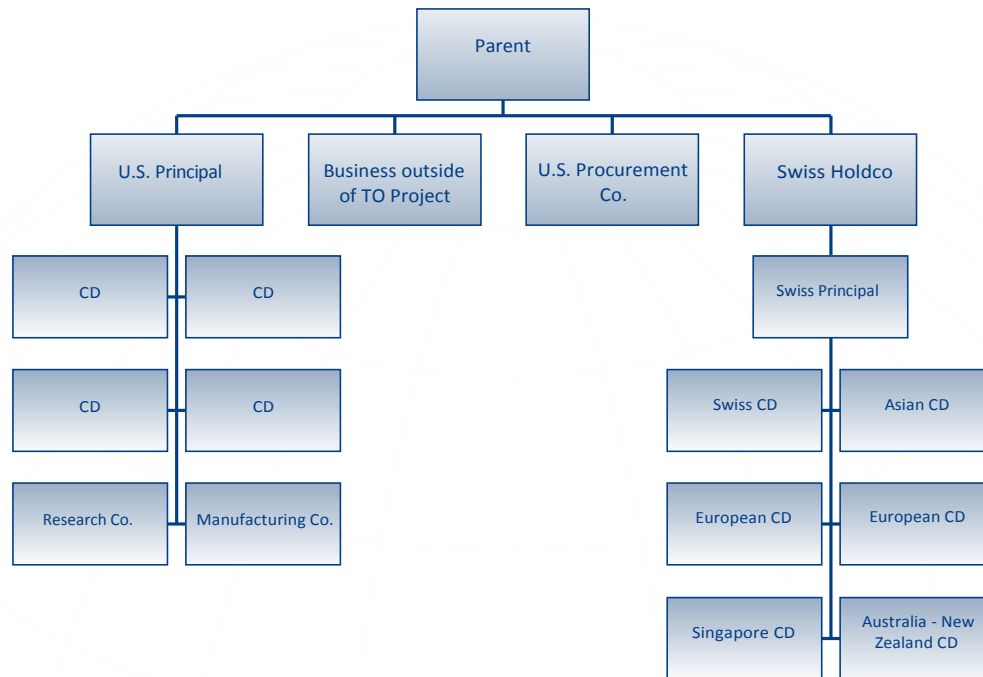 Parent
U.S. Principal
Business outside
of TO Project
U.S. Procurement
Co.
Swiss Holdco
CD
CD
Swiss Principal
CD
CD
Swiss CD
Asian CD
Research Co.
Manufacturing Co.
European CD
European CD
Singapore CD
Australia - New
Zealand CD